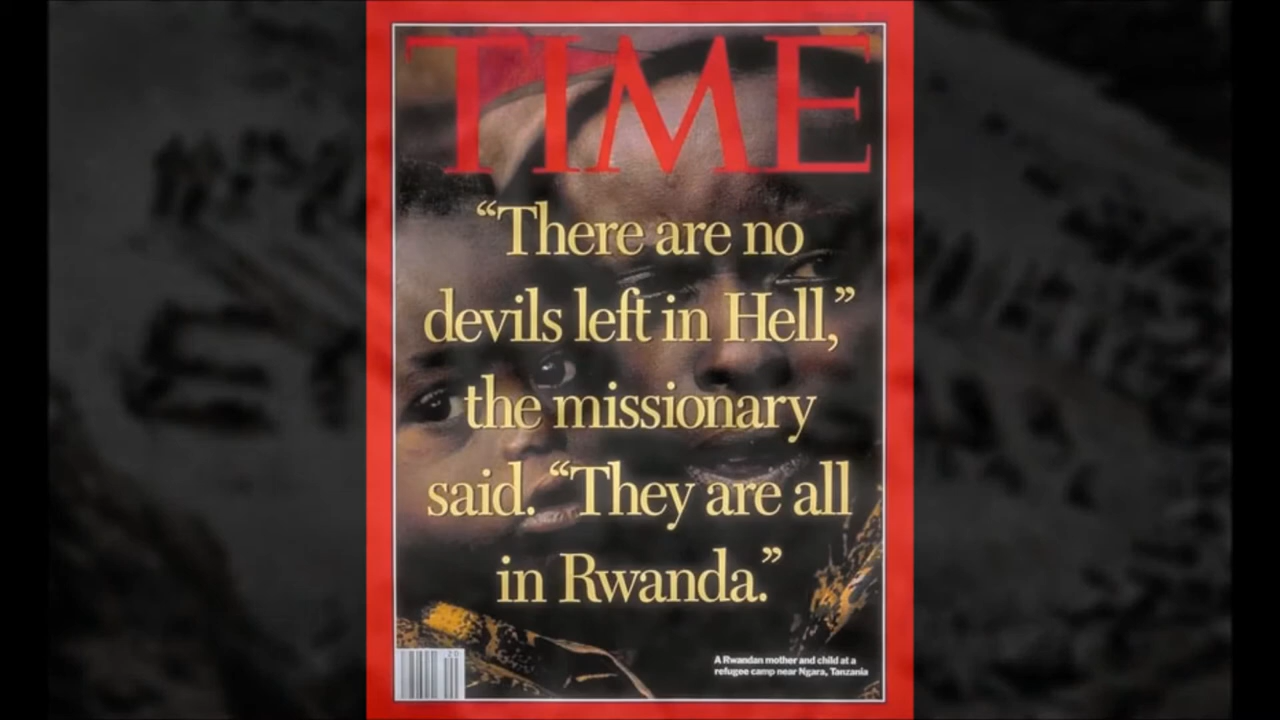 TIME
“There are no
devils left in Hell,”
the missionary
said. “They are all
in Rwanda.”
A Rwandan mother and child at a
refugee camp near Ngara, Tanzania
20